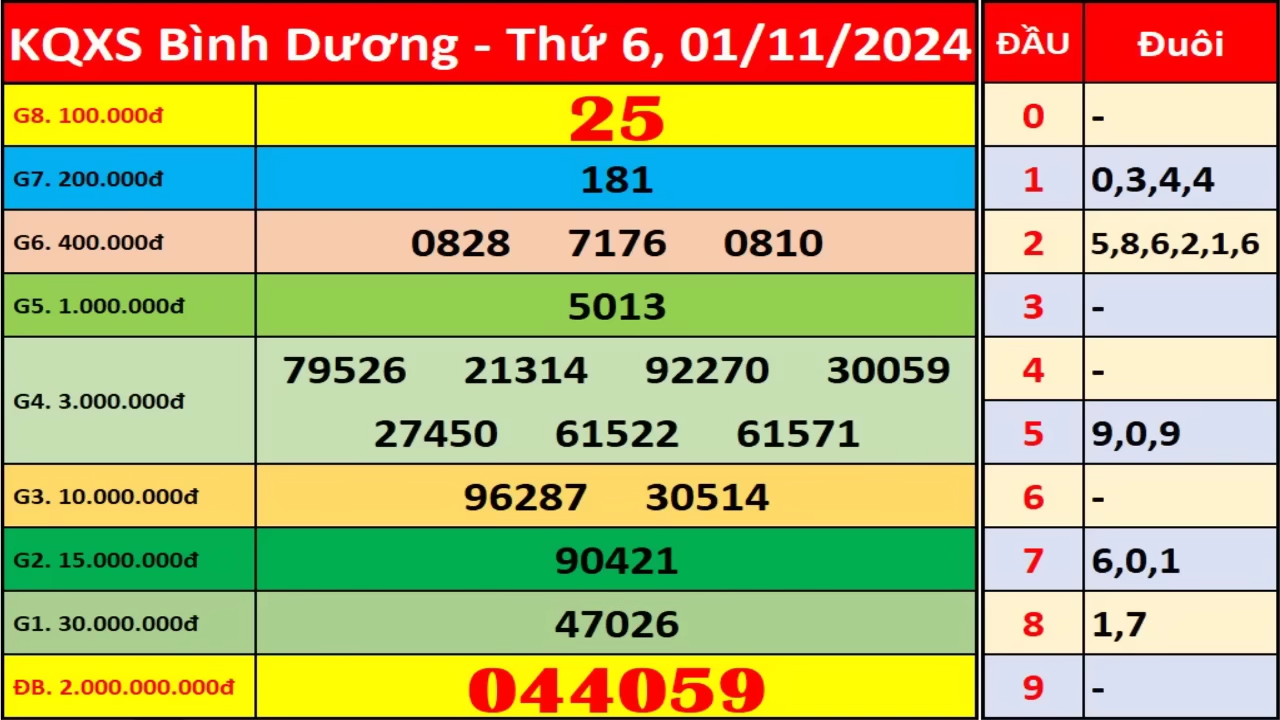 KQXS Bình Dương - Thứ 6, 01/11/2024 ĐẦU Đuôi
G8. 100.000đ 25 0 -
G7. 200.000đ 181 1 0,3,4,4
G6. 400.000đ 0828 7176 0810 2 5,8,6,2,1,6
G5. 1.000.000đ 5013 3 -
G4. 3.000.000đ 79526 21314 92270 30059 4 -
27450 61522 61571 5 9,0,9
G3. 10.000.000đ 96287 30514 6 -
G2. 15.000.000đ 90421 7 6,0,1
G1. 30.000.000đ 47026 8 1,7
ĐB. 2.000.000.000đ 044059 9 -